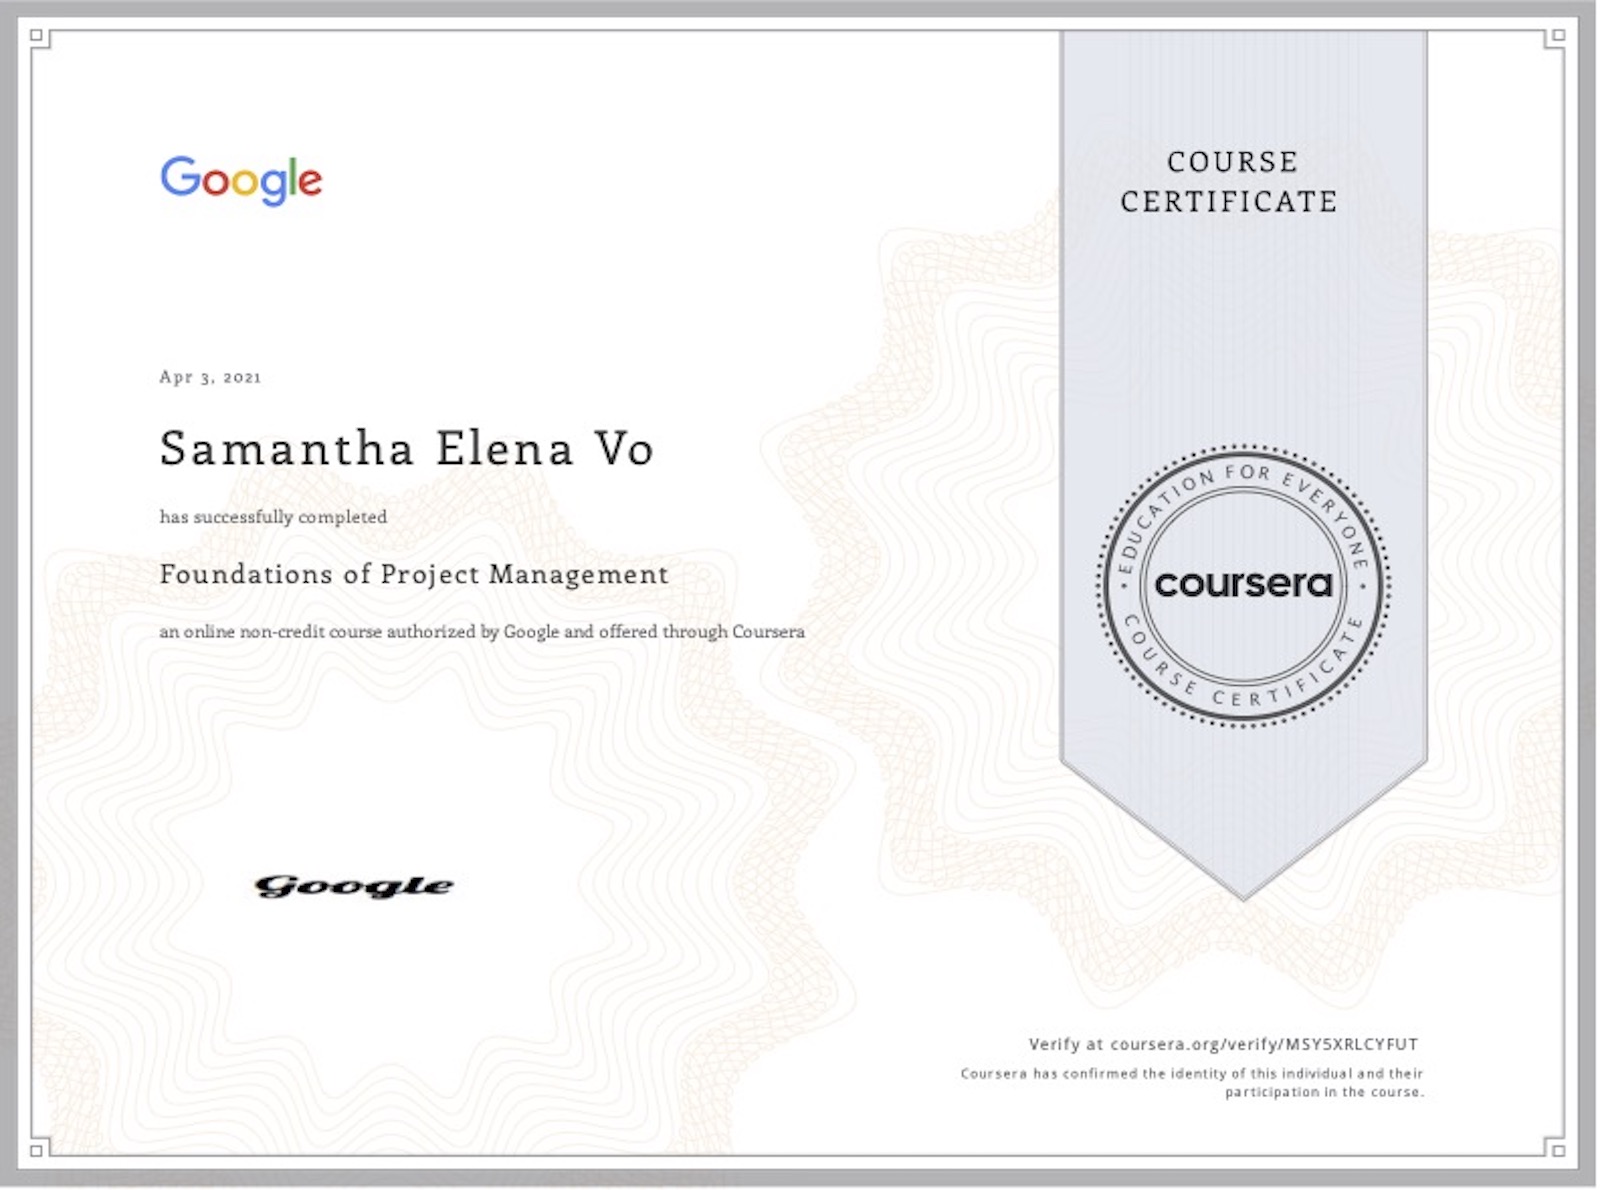 Google
COURSE
CERTIFICATE
Apr 3, 2021
Samantha Elena Vo
has successfully completed
Foundations of Project Management
an online non-credit course authorized by Google and offered through Coursera
EDUCATION FOR EVERYONE
coursera
COURSE CERTIFICATE
Google
Verify at coursera.org/verify/MSY5XRLCYFUT
Coursera has confirmed the identity of this individual and their
participation in the course.